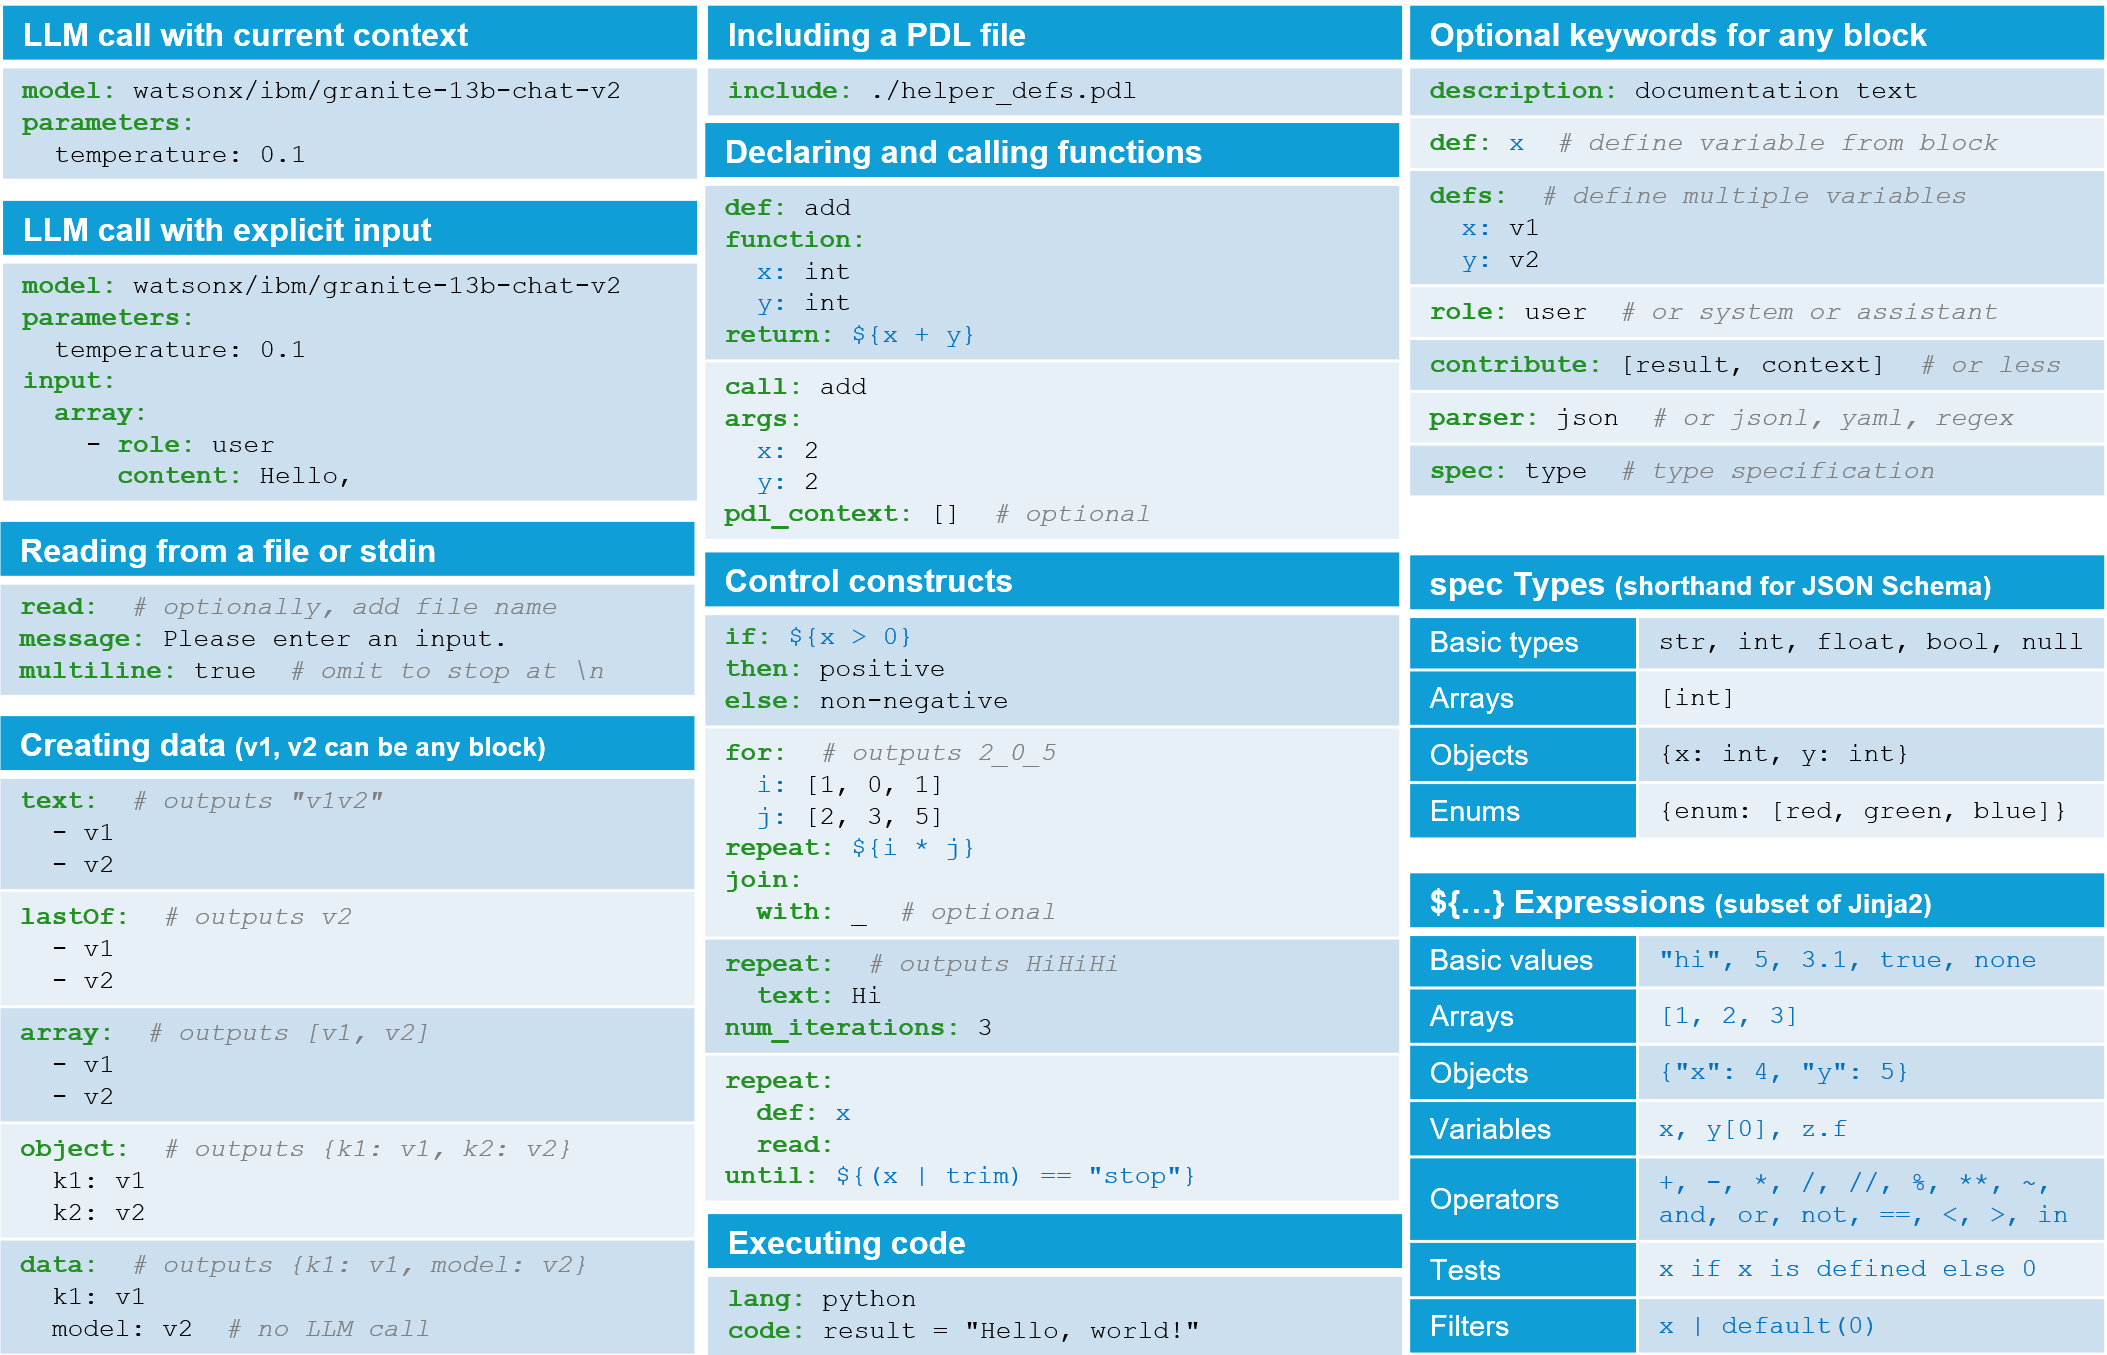 LLM call with current context
model: watsonx/ibm/granite-13b-chat-v2
parameters:
  temperature: 0.1
LLM call with explicit input
model: watsonx/ibm/granite-13b-chat-v2
parameters:
  temperature: 0.1
input:
  array:
    - role: user
      content: Hello,
Reading from a file or stdin
read:  # optionally, add file name
message: Please enter an input.
multiline: true  # omit to stop at \n
Creating data (v1, v2 can be any block)
text:  # outputs "v1v2"
  - v1
  - v2
lastOf:  # outputs v2
  - v1
  - v2
array:  # outputs [v1, v2]
  - v1
  - v2
object:  # outputs {k1: v1, k2: v2}
  k1: v1
  k2: v2
data:  # outputs {k1: v1, model: v2}
  k1: v1
  model: v2  # no LLM call
Including a PDL file
include: ./helper_defs.pdl
Declaring and calling functions
def: add
function:
  x: int
  y: int
return: ${x + y}
call: add
args:
  x: 2
  y: 2
pdl_context: []  # optional
Control constructs
if: ${x > 0}
then: positive
else: non-negative
for:  # outputs 2_0_5
  i: [1, 0, 1]
  j: [2, 3, 5]
repeat: ${i * j}
join:
  with: _  # optional
repeat:  # outputs HiHiHi
  text: Hi
num_iterations: 3
repeat:
  def: x
  read:
until: ${(x | trim) == "stop"}
Executing code
lang: python
code: result = "Hello, world!"
Optional keywords for any block
description: documentation text
def: x  # define variable from block
defs:  # define multiple variables
  x: v1
  y: v2
role: user  # or system or assistant
contribute: [result, context]  # or less
parser: json  # or jsonl, yaml, regex
spec: type  # type specification
spec Types (shorthand for JSON Schema)
Basic types str, int, float, bool, null
Arrays [int]
Objects {x: int, y: int}
Enums {enum: [red, green, blue]}
${…} Expressions (subset of Jinja2)
Basic values "hi", 5, 3.1, true, none
Arrays [1, 2, 3]
Objects {"x": 4, "y": 5}
Variables x, y[0], z.f
Operators +, -, *, /, //, %, **, ~,
and, or, not, ==, <, >, in
Tests x if x is defined else 0
Filters x | default(0)